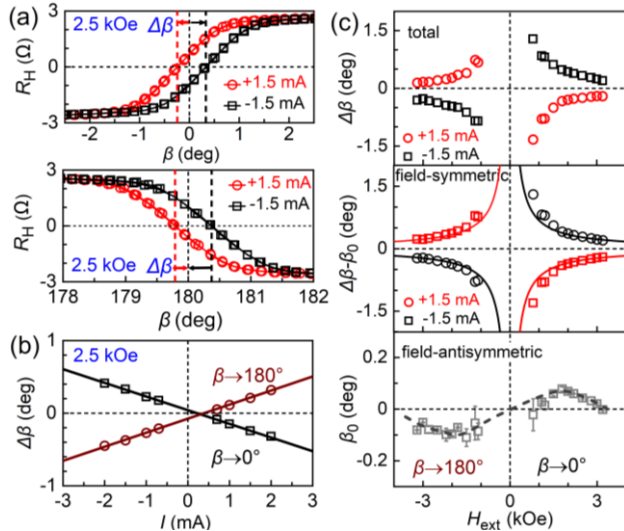 (a)
2.5 kOe Δβ
R_H (Ω)
3
0
-3
+1.5 mA
-1.5 mA
-2 -1 0 1 2
β (deg)
R_H (Ω)
3
0
-3
+1.5 mA
-1.5 mA
2.5 kOe Δβ
178 179 180 181 182
β (deg)
(b)
2.5 kOe
Δβ (deg)
1
0
-1
β→180°
β→0°
-3 -2 -1 0 1 2 3
I (mA)
(c)
total
Δβ (deg)
1.5
0.0
-1.5
+1.5 mA
-1.5 mA
field-symmetric
Δβ-β₀ (deg)
1.5
0.0
-1.5
+1.5 mA
-1.5 mA
field-antisymmetric
β₀ (deg)
0.2
0.0
-0.2
β→180°
β→0°
-3 0 3
H_ext (kOe)